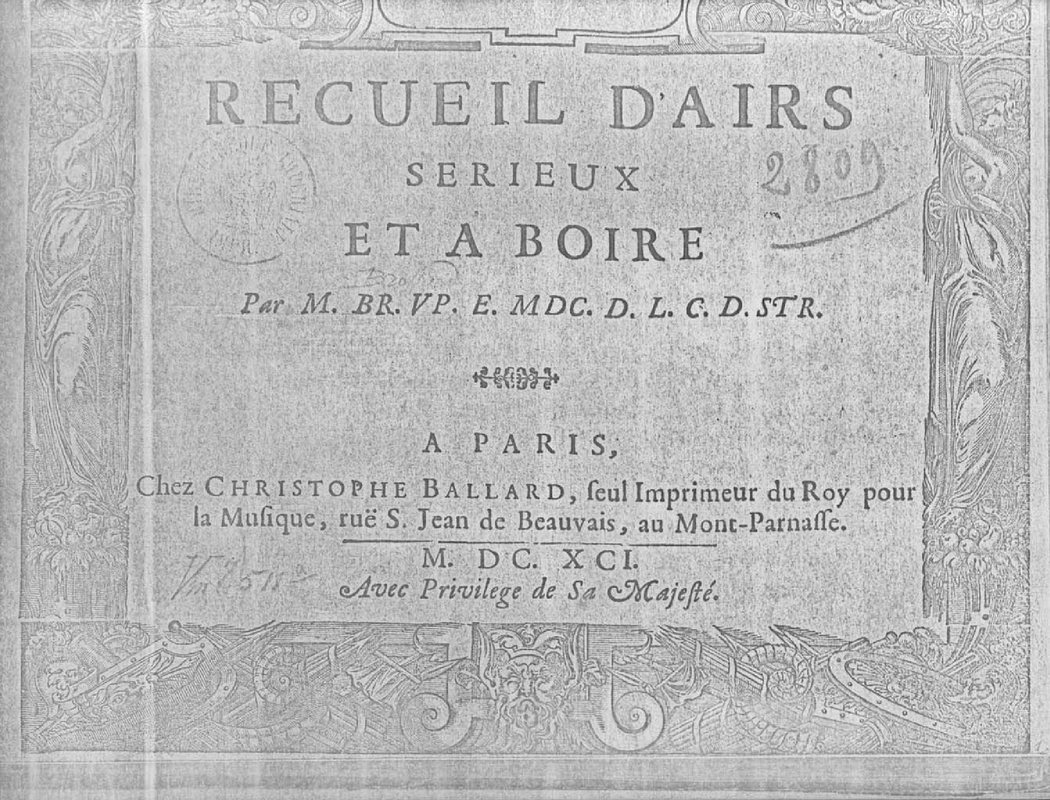 RECUEIL D'AIRS
SERIEUX
2809
ET A BOIRE
Par M. BR. VP. E. MDC. D. L. C. D. STR.
A PARIS,
Chez CHRISTOPHE BALLARD, ſeul Imprimeur du Roy pour
la Muſique, ruë S. Jean de Beauvais, au Mont-Parnaſſe.
M. DC. XCI.
Avec Privilege de Sa Majeſté.